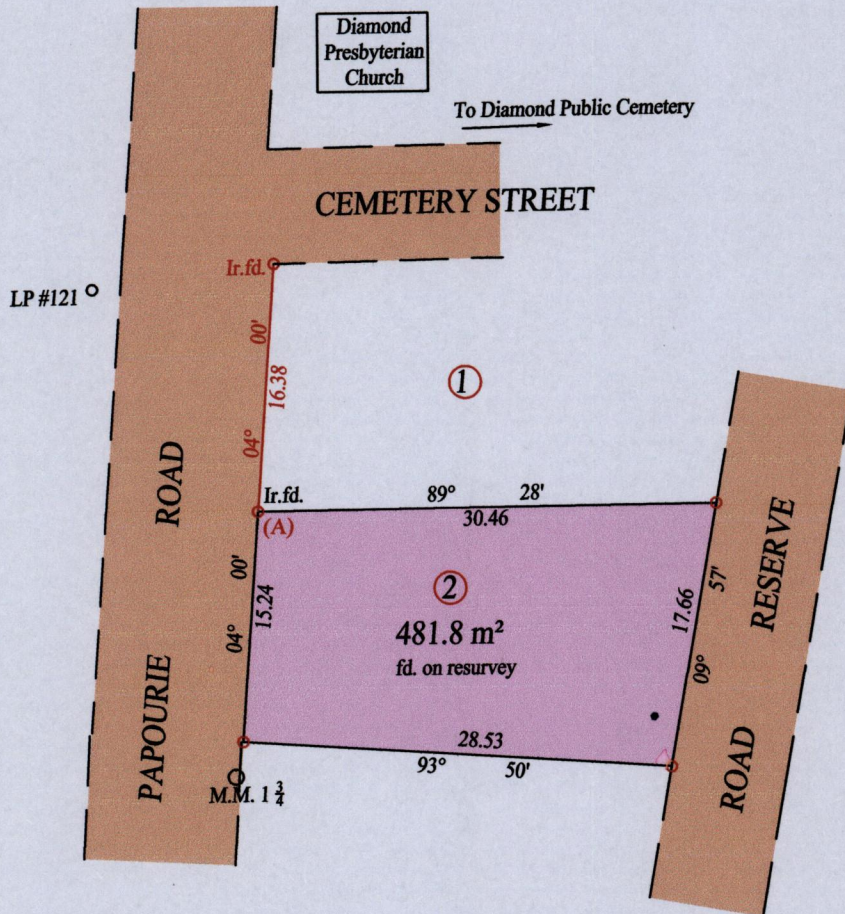 Diamond
Presbyterian
Church
To Diamond Public Cemetery
CEMETERY STREET
Ir.fd.
LP #121
00'
16.38
04°
1
ROAD
Ir.fd.
(A)
89° 28'
30.46
RESERVE
00'
15.24
04°
2
481.8 m²
fd. on resurvey
17.66
57'
09°
PAPOURIE
28.53
93° 50'
M.M. 1 3/4
ROAD